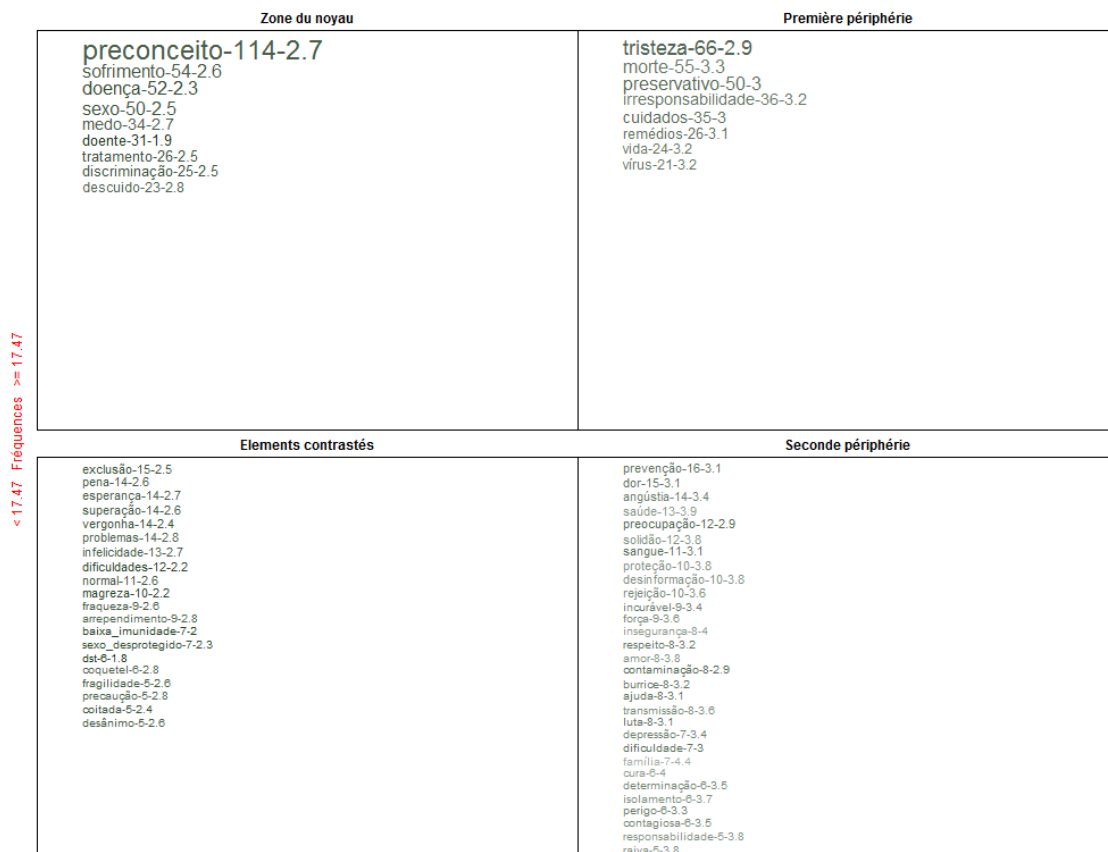 Zone du noyau
preconceito-114-2.7
sofrimento-54-2.6
doença-52-2.3
sexo-50-2.5
medo-34-2.7
doente-31-1.9
tratamento-26-2.5
discriminação-25-2.5
descuido-23-2.8
Première périphérie
tristeza-66-2.9
morte-55-3.3
preservativo-50-3
irresponsabilidade-36-3.2
cuidados-35-3
remédios-26-3.1
vida-24-3.2
vírus-21-3.2
< 17.47 Fréquences >= 17.47
Elements contrastés
exclusão-15-2.5
pena-14-2.6
esperança-14-2.7
superação-14-2.6
vergonha-14-2.4
problemas-14-2.8
infelicidade-13-2.7
dificuldades-12-2.2
normal-11-2.6
magreza-10-2.2
fraqueza-9-2.6
arrependimento-9-2.8
baixa_imunidade-7-2
sexo_desprotegido-7-2.3
dst-6-1.8
coquetel-6-2.8
fragilidade-5-2.6
precaução-5-2.8
coitada-5-2.4
desânimo-5-2.6
Seconde périphérie
prevenção-16-3.1
dor-15-3.1
angústia-14-3.4
saúde-13-3.9
preocupação-12-2.9
solidão-12-3.8
sangue-11-3.1
proteção-10-3.8
desinformação-10-3.8
rejeição-10-3.6
incurável-9-3.4
força-9-3.6
insegurança-8-4
respeito-8-3.2
amor-8-3.8
contaminação-8-2.9
burrice-8-3.2
ajuda-8-3.1
transmissão-8-3.6
luta-8-3.1
depressão-7-3.4
dificuldade-7-3
família-7-4.4
cura-6-4
determinação-6-3.5
isolamento-6-3.7
perigo-6-3.3
contagiosa-6-3.5
responsabilidade-5-3.8
raiva-5-3.8